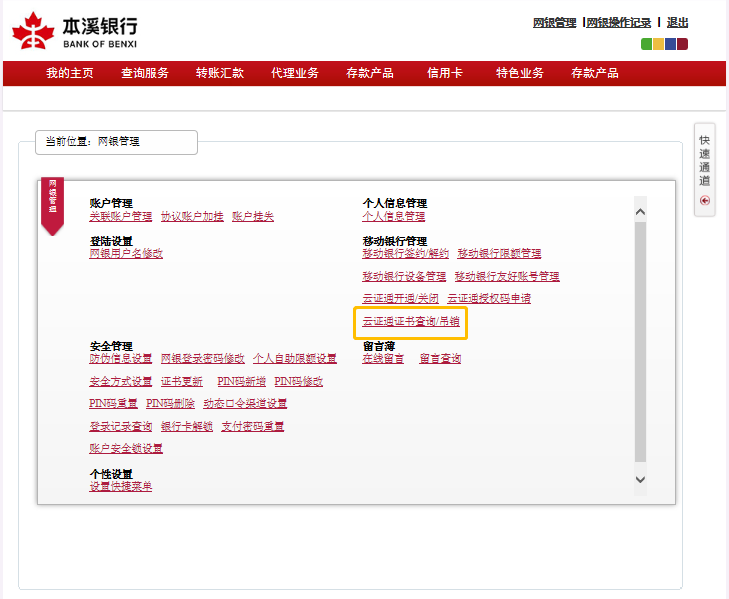 本溪银行
BANK OF BENXI
网银管理 | 网银操作记录 | 退出
我的主页 查询服务 转账汇款 代理业务 存款产品 信用卡 特色业务 存款产品
当前位置：网银管理
快速通道
网银管理
账户管理
关联账户管理 协议账户加挂 账户挂失
登陆设置
网银用户名修改
个人信息管理
个人信息管理
移动银行管理
移动银行签约/解约 移动银行限额管理
移动银行设备管理 移动银行友好账号管理
云证通开通/关闭 云证通授权码申请
云证通证书查询/吊销
安全管理
防伪信息设置 网银登录密码修改 个人自助限额设置
安全方式设置 证书更新 PIN码新增 PIN码修改
PIN码重置 PIN码删除 动态口令渠道设置
登录记录查询 银行卡解锁 支付密码重置
账户安全锁设置
留言薄
在线留言 留言查询
个性设置
设置快捷菜单